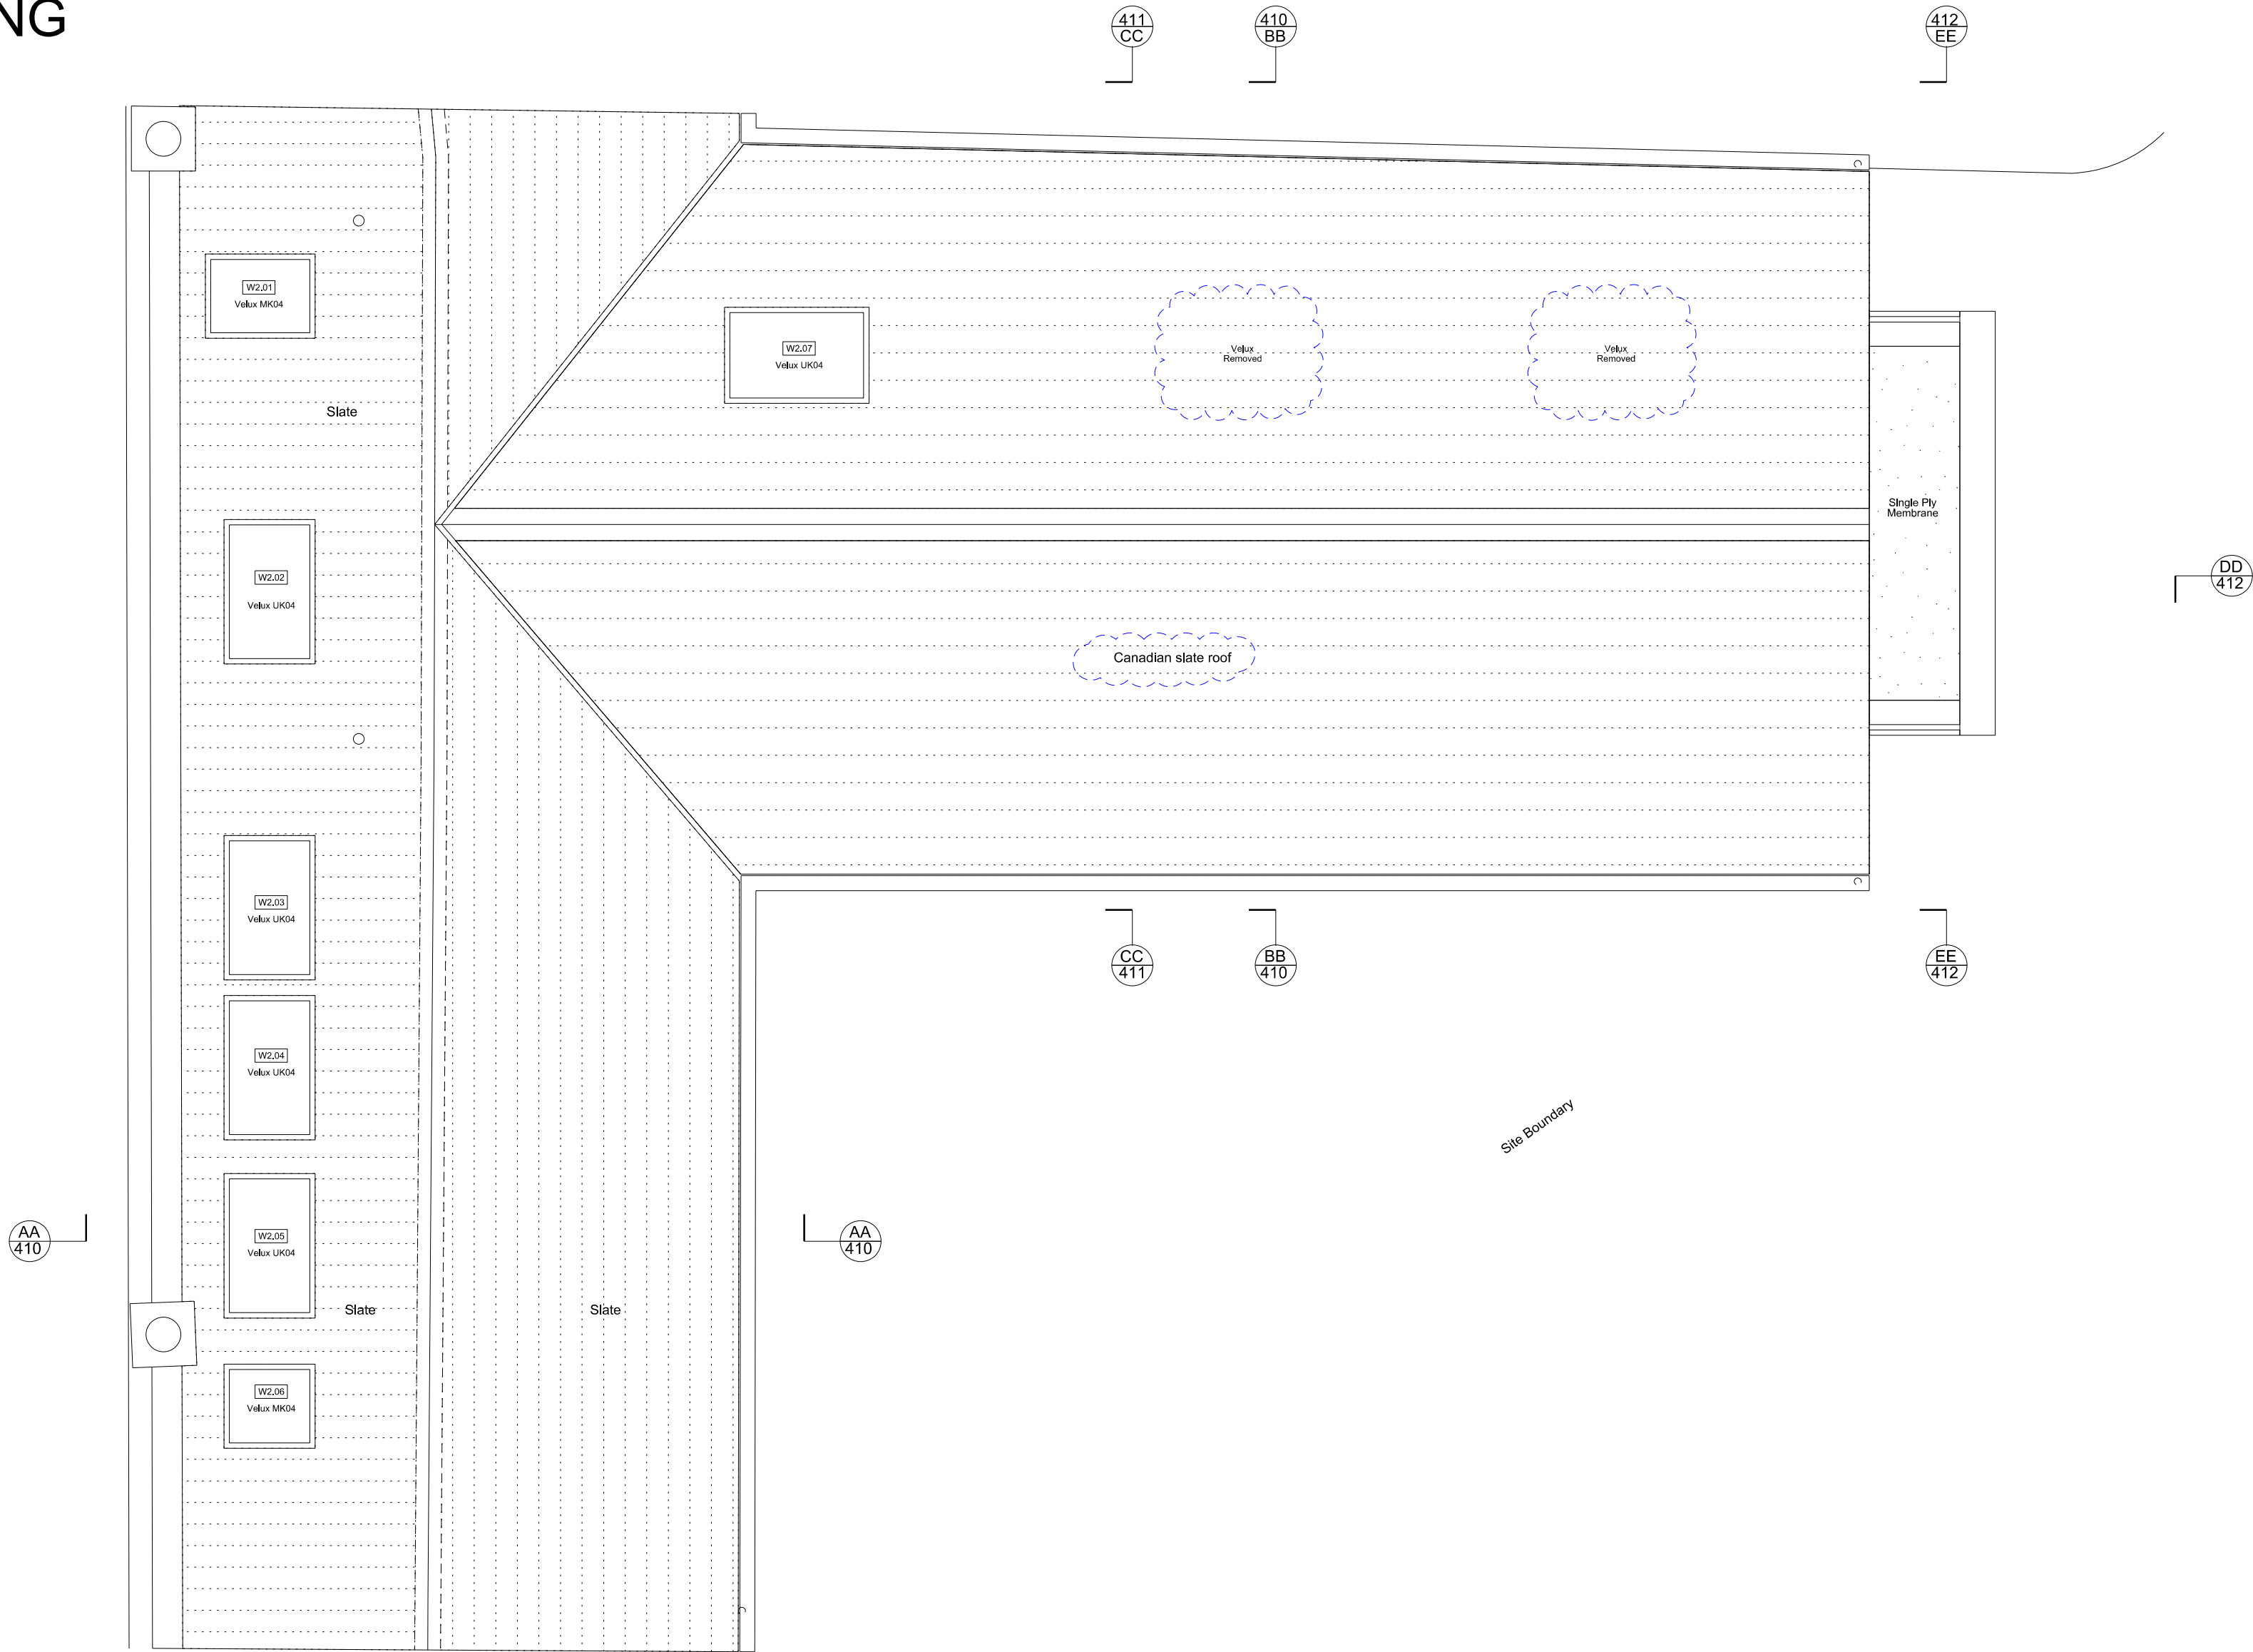 NG
411
CC
410
BB
412
EE
W2.01
Velux MK04
W2.07
Velux UK04
Velux
Removed
Velux
Removed
Slate
Single Ply
Membrane
W2.02
Velux UK04
DD
412
Canadian slate roof
W2.03
Velux UK04
CC
411
BB
410
EE
412
W2.04
Velux UK04
Site Boundary
AA
410
W2.05
Velux UK04
AA
410
Slate
Slate
W2.06
Velux MK04